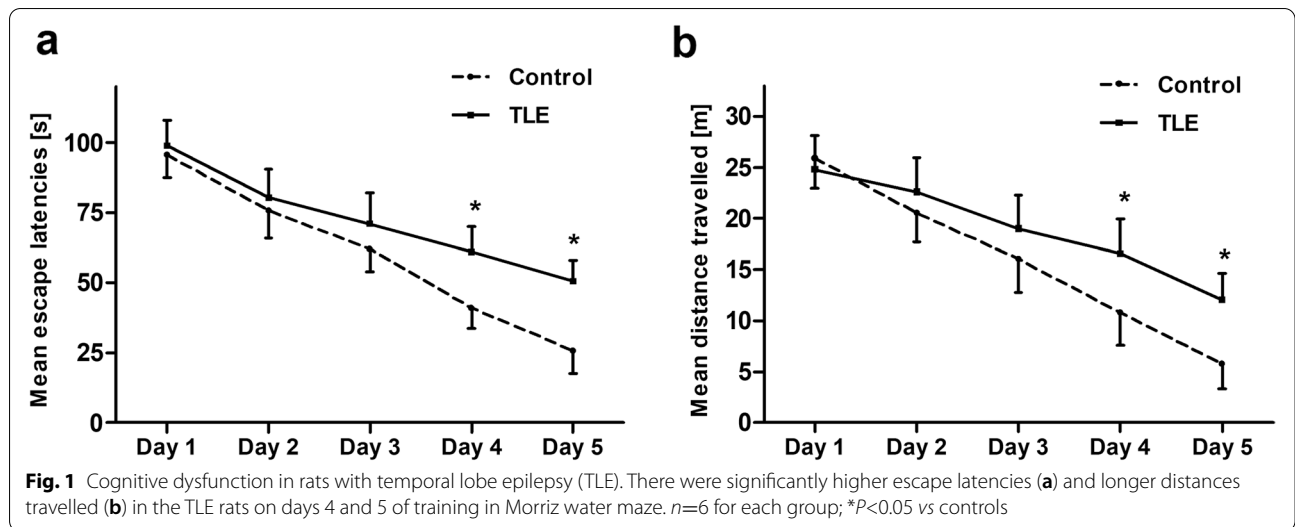 a
Control
TLE
Mean escape latencies [s]
100
75
50
25
0
Day 1 Day 2 Day 3 Day 4 Day 5
*
*
b
Control
TLE
Mean distance travelled [m]
30
25
20
15
10
5
0
Day 1 Day 2 Day 3 Day 4 Day 5
*
*
Fig. 1 Cognitive dysfunction in rats with temporal lobe epilepsy (TLE). There were significantly higher escape latencies (a) and longer distances
travelled (b) in the TLE rats on days 4 and 5 of training in Morriz water maze. n=6 for each group; *P<0.05 vs controls